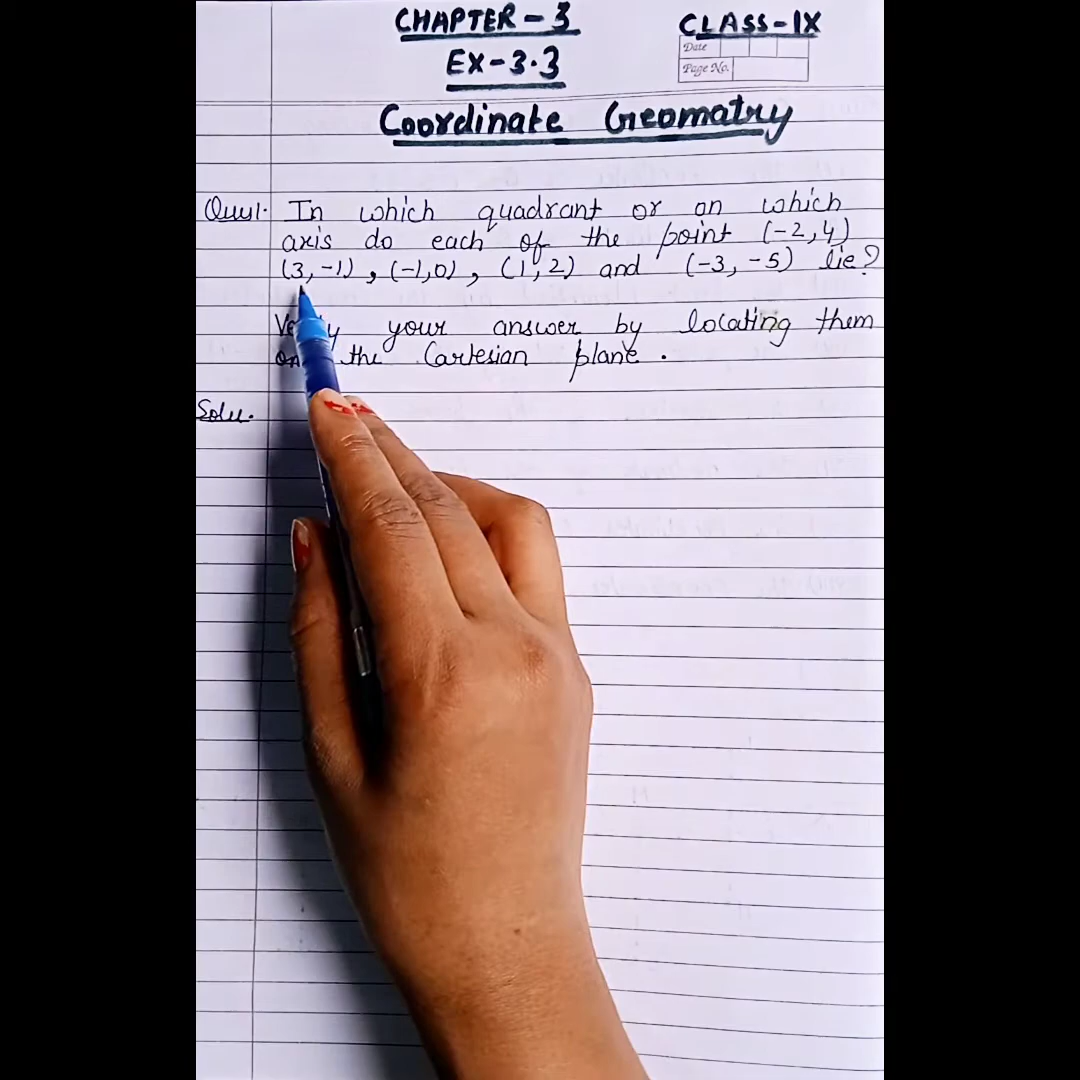 CHAPTER - 3
CLASS-IX
Date
EX-3.3
Page No.
Coordinate Geomatry
Ques1. In which quadrant or on which
axis do each of the point (-2,4)
(3,-1), (-1,0), (1,2) and (-3,-5) lie?
your answer by locating them
on the Cartesian plane.
Solu.